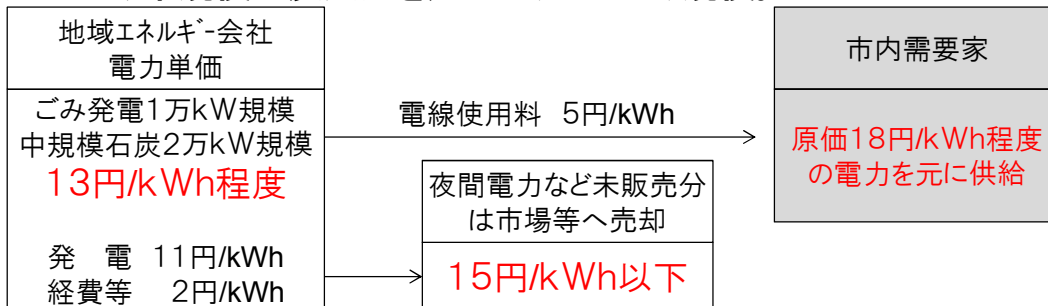 地域エネルギー会社
電力単価
ごみ発電1万kW規模
中規模石炭2万kW規模
13円/kWh程度
発　電　11円/kWh
経費等　2円/kWh
電線使用料　5円/kWh
夜間電力など未販売分
は市場等へ売却
15円/kWh以下
市内需要家
原価18円/kWh程度
の電力を元に供給